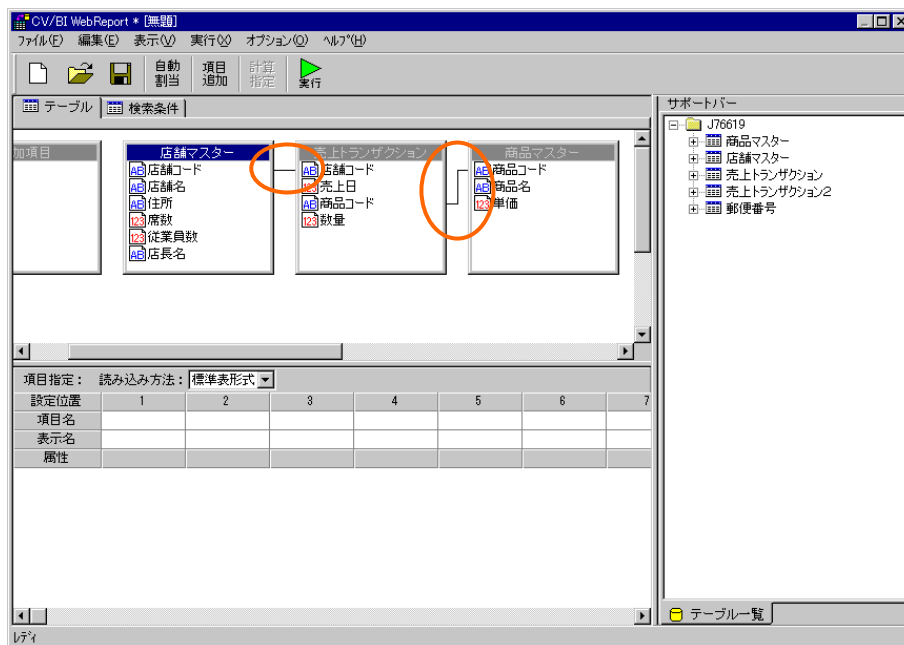 CV/BI WebReport * [無題]
ファイル(F) 編集(E) 表示(V) 実行(X) オプション(O) ヘルプ(H)
自動
割当
項目
追加
計算
指定
実行
テーブル
検索条件
加項目
店舗マスター
店舗コード
店舗名
住所
席数
従業員数
店長名
売上トランザクション
店舗コード
売上日
商品コード
数量
商品マスター
商品コード
商品名
単価
項目指定: 読み込み方法: 標準表形式
設定位置 1 2 3 4 5 6 7
項目名
表示名
属性
サポートバー
J76619
商品マスター
店舗マスター
売上トランザクション
売上トランザクション2
郵便番号
テーブル一覧
レディ